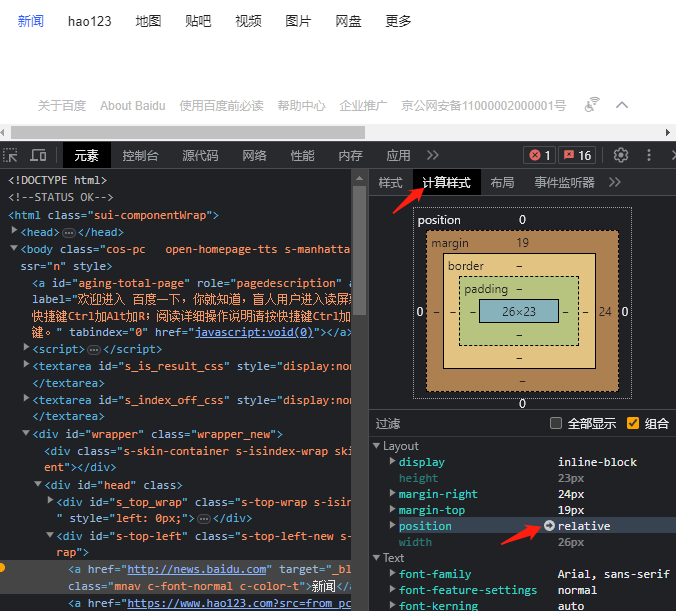 新闻 hao123 地图 贴吧 视频 图片 网盘 更多
关于百度 About Baidu 使用百度前必读 帮助中心 企业推广 京公网安备11000002000001号
元素 控制台 源代码 网络 性能 内存 应用 1 16
<!DOCTYPE html>
<!--STATUS OK-->
<html class="sui-componentWrap">
<head>…</head>
<body class="cos-pc open-homepage-tts s-manhatta
ssr="n" style>
<a id="aging-total-page" role="pagedescription" a
label="欢迎进入 百度一下，你就知道，盲人用户进入读屏
快捷键Ctrl加Alt加R；阅读详细操作说明请按快捷键Ctrl加
键。" tabindex="0" href="javascript:void(0)"></a>
<script>…</script>
<textarea id="s_is_result_css" style="display:non
</textarea>
<textarea id="s_index_off_css" style="display:non
</textarea>
<div id="wrapper" class="wrapper_new">
<div class="s-skin-container s-isindex-wrap ski
ent"></div>
<div id="head" class>
<div id="s_top_wrap" class="s-top-wrap s-isin
" style="left: 0px;">…</div>
<div id="s-top-left" class="s-top-left-new s-
rap">
<a href="http://news.baidu.com" target="_bl
class="mnav c-font-normal c-color-t">新闻</a
<a href="https://www.hao123.com?src=from_pc
样式 计算样式 布局 事件监听器
position 0
margin 19
border –
padding –
0 – – – 26×23 – – 24 0
–
–
–
0
过滤 全部显示 组合
Layout
display inline-block
height 23px
margin-right 24px
margin-top 19px
position relative
width 26px
Text
font-family Arial, sans-serif
font-feature-settings normal
font-kerning auto